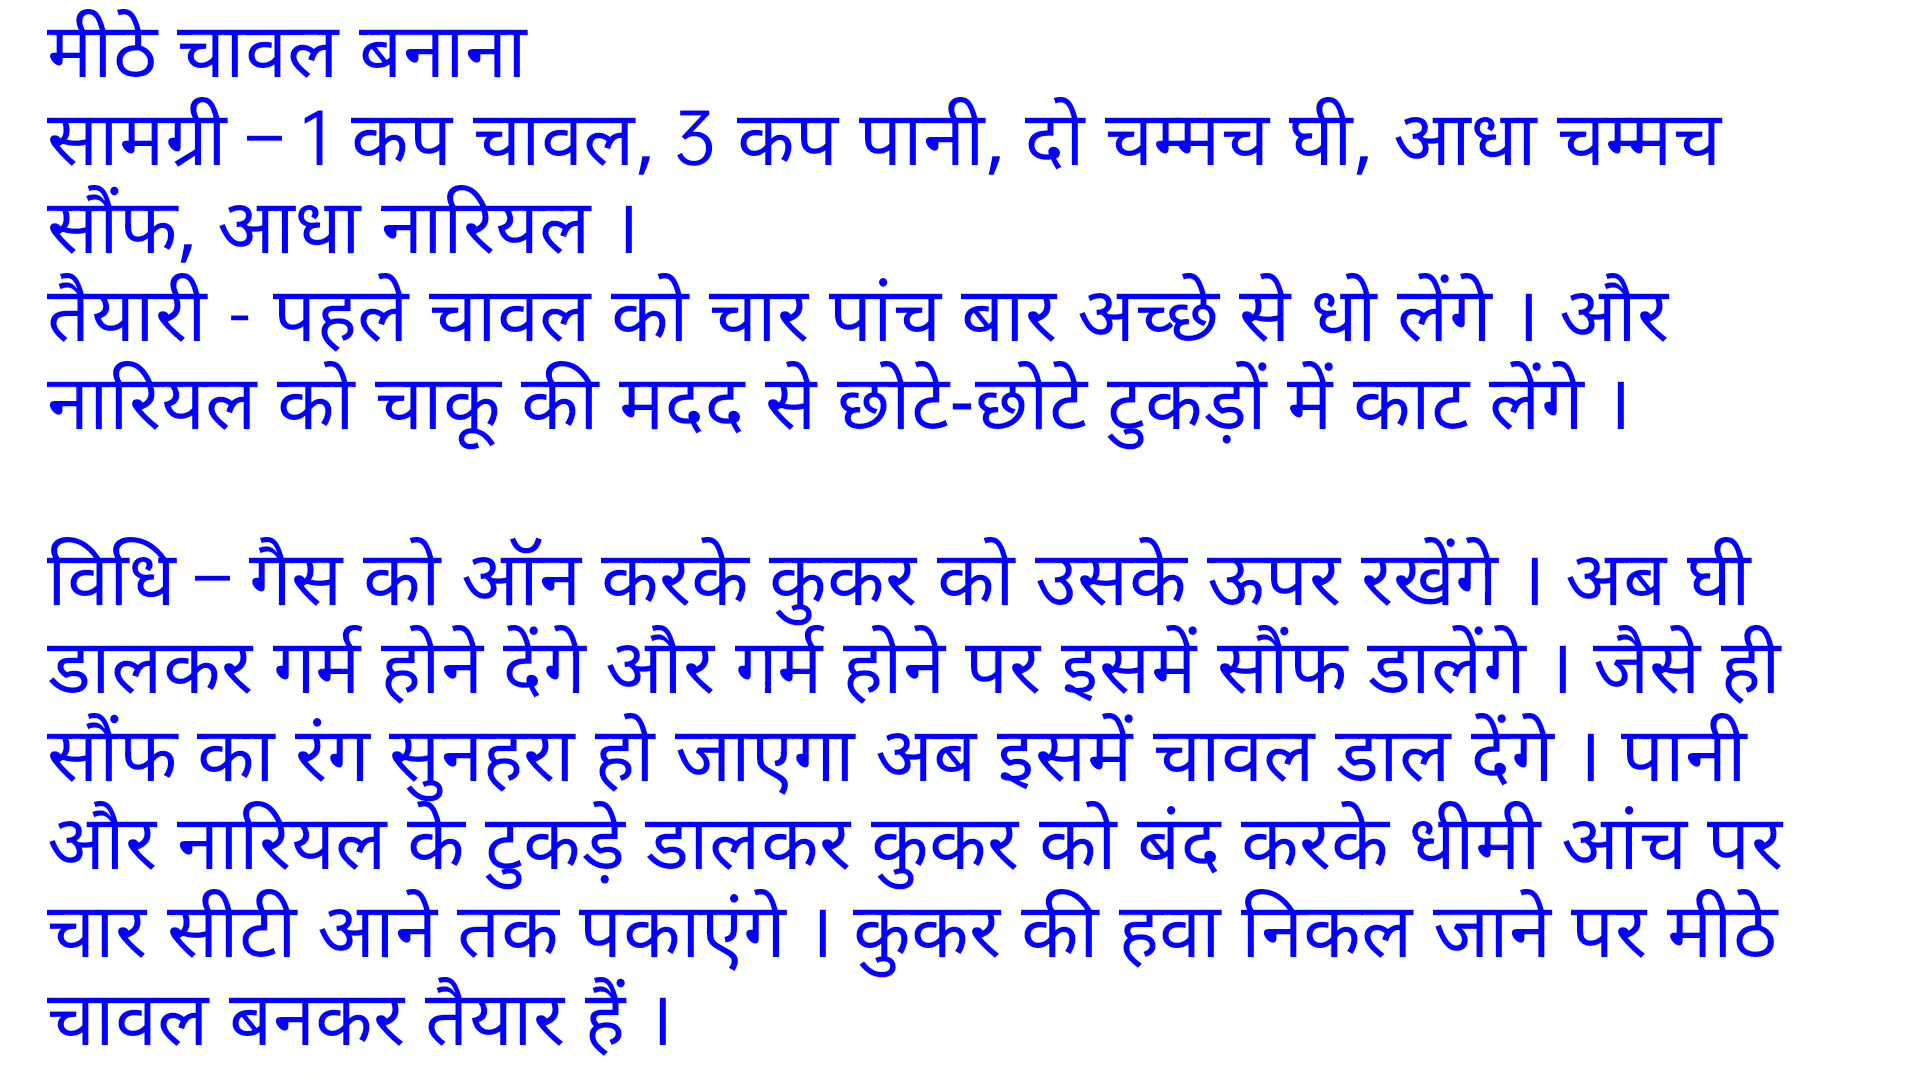 मीठे चावल बनाना
सामग्री – 1 कप चावल, 3 कप पानी, दो चम्मच घी, आधा चम्मच
सौंफ, आधा नारियल ।
तैयारी - पहले चावल को चार पांच बार अच्छे से धो लेंगे । और
नारियल को चाकू की मदद से छोटे-छोटे टुकड़ों में काट लेंगे ।
विधि – गैस को ऑन करके कुकर को उसके ऊपर रखेंगे । अब घी
डालकर गर्म होने देंगे और गर्म होने पर इसमें सौंफ डालेंगे । जैसे ही
सौंफ का रंग सुनहरा हो जाएगा अब इसमें चावल डाल देंगे । पानी
और नारियल के टुकड़े डालकर कुकर को बंद करके धीमी आंच पर
चार सीटी आने तक पकाएंगे । कुकर की हवा निकल जाने पर मीठे
चावल बनकर तैयार हैं ।